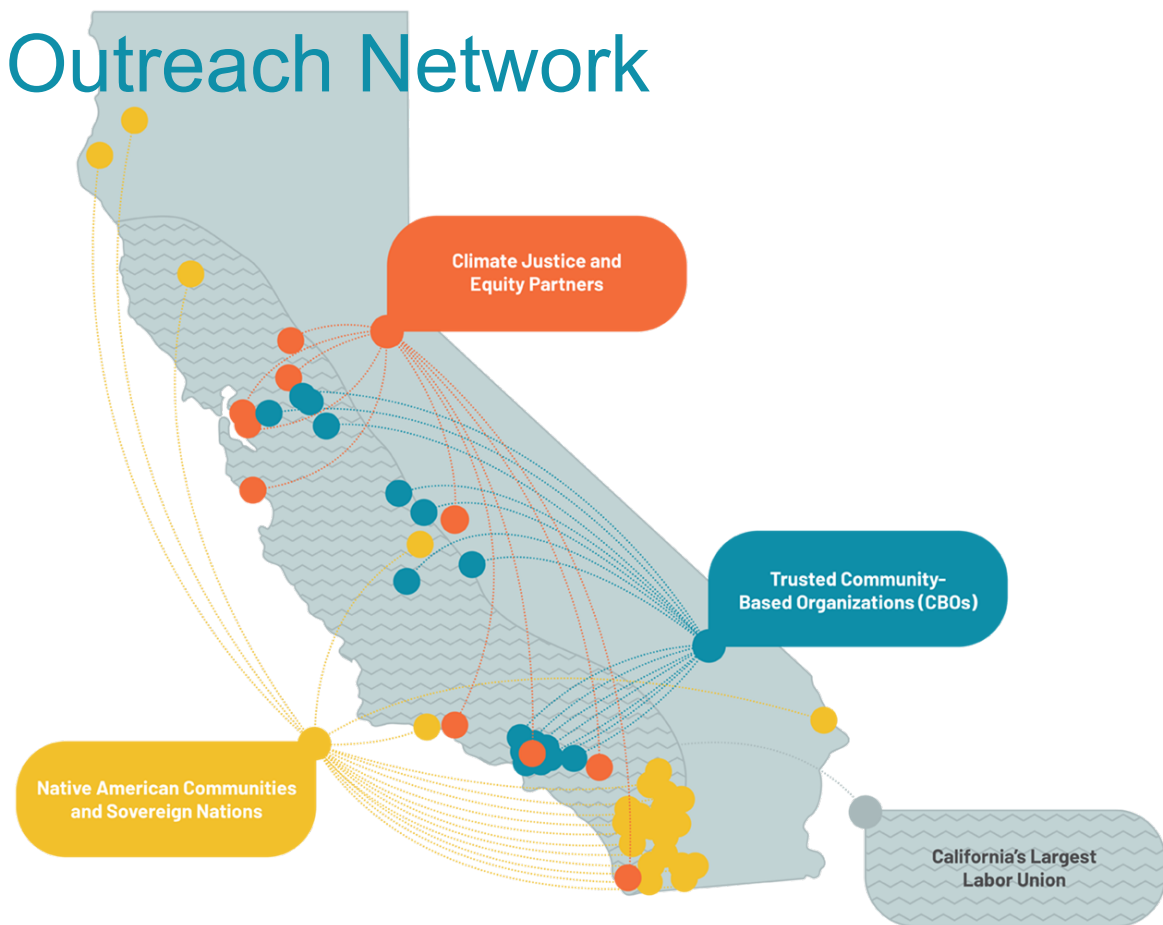 Outreach Network
Climate Justice and
Equity Partners
Trusted Community-
Based Organizations (CBOs)
Native American Communities
and Sovereign Nations
California's Largest
Labor Union